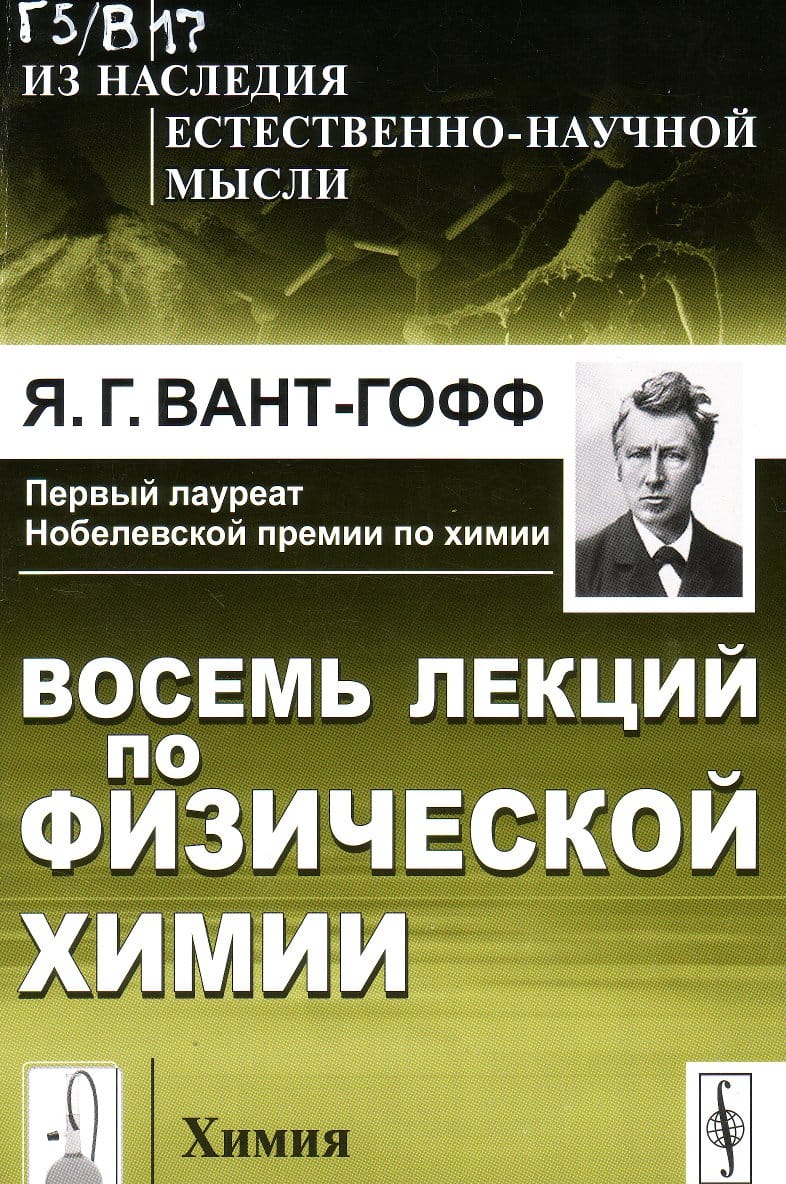 Г5/В17
ИЗ НАСЛЕДИЯ
ЕСТЕСТВЕННО-НАУЧНОЙ
МЫСЛИ
Я. Г. ВАНТ-ГОФФ
Первый лауреат
Нобелевской премии по химии
ВОСЕМЬ ЛЕКЦИЙ
ПО
ФИЗИЧЕСКОЙ
ХИМИИ
Химия